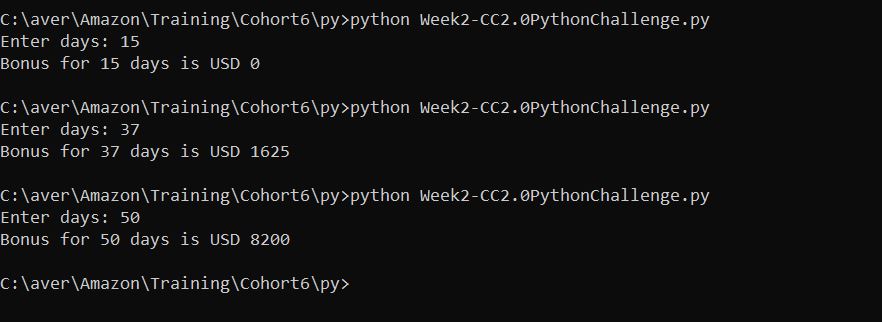 C:\aver\Amazon\Training\Cohort6\py>python Week2-CC2.0PythonChallenge.py
Enter days: 15
Bonus for 15 days is USD 0
C:\aver\Amazon\Training\Cohort6\py>python Week2-CC2.0PythonChallenge.py
Enter days: 37
Bonus for 37 days is USD 1625
C:\aver\Amazon\Training\Cohort6\py>python Week2-CC2.0PythonChallenge.py
Enter days: 50
Bonus for 50 days is USD 8200
C:\aver\Amazon\Training\Cohort6\py>